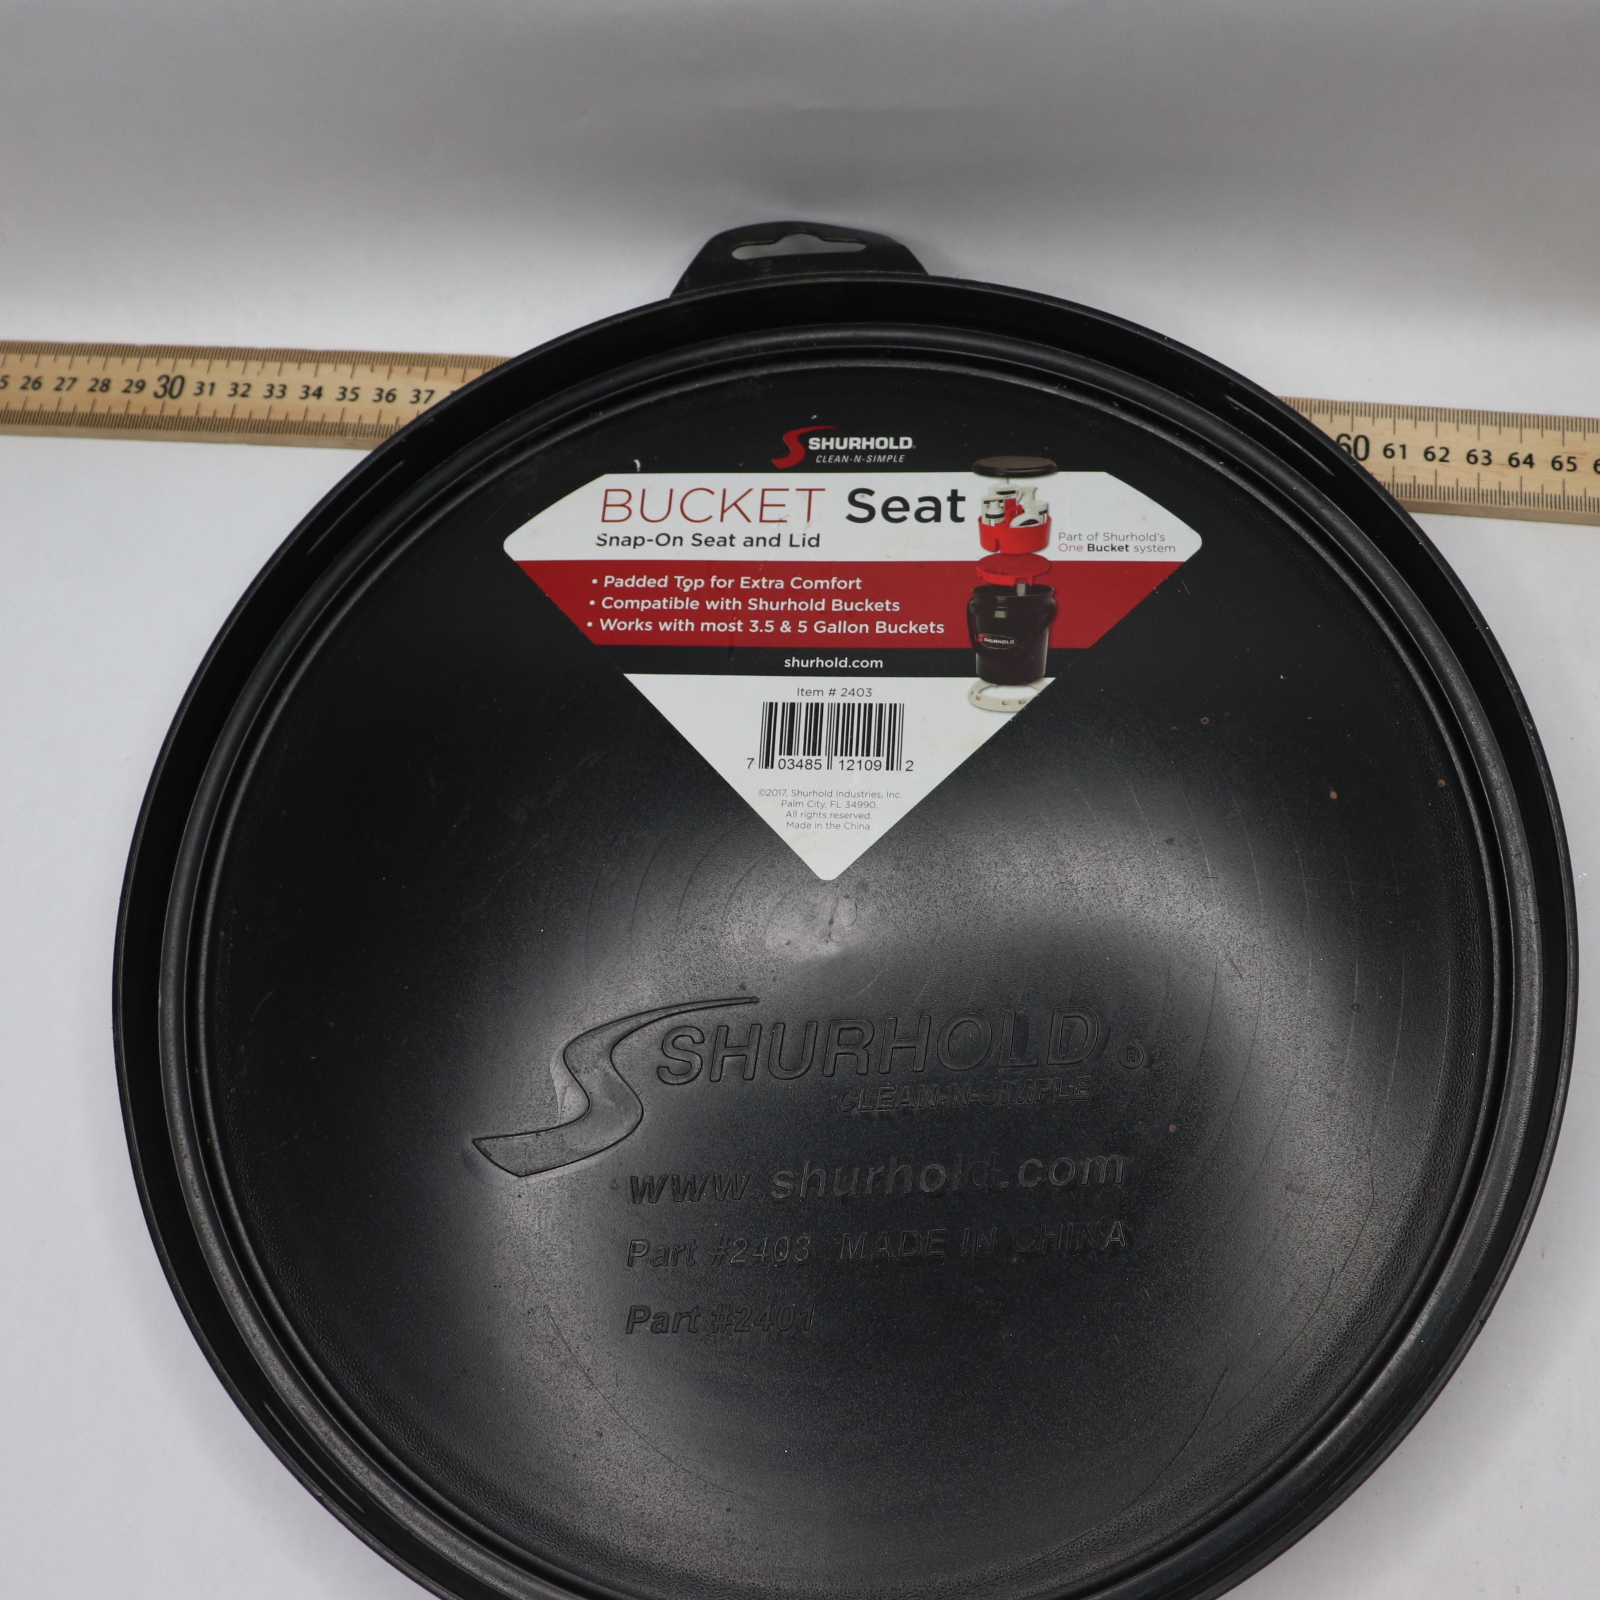 26 27 28 29 30 31 32 33 34 35 36 37
60 61 62 63 64 65
SHURHOLD
CLEAN-N-SIMPLE
BUCKET Seat
Snap-On Seat and Lid
Part of Shurhold's
One Bucket system
• Padded Top for Extra Comfort
• Compatible with Shurhold Buckets
• Works with most 3.5 & 5 Gallon Buckets
SHURHOLD
shurhold.com
Item # 2403
7 03485 12109 2
©2017, Shurhold Industries, Inc.
Palm City, FL 34990.
All rights reserved.
Made in the China
SHURHOLD®
CLEAN-N-SIMPLE
www.shurhold.com
Part #2403 MADE IN CHINA
Part #2401